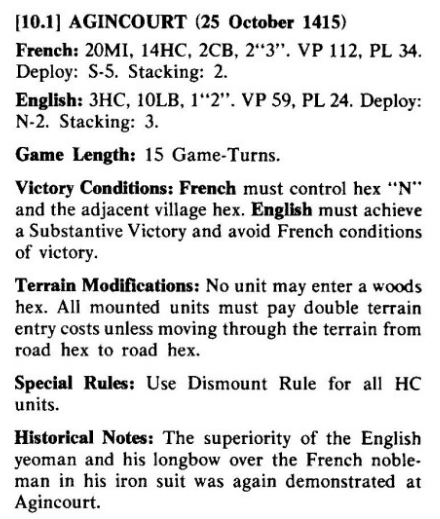 [10.1] AGINCOURT (25 October 1415)
French: 20MI, 14HC, 2CB, 2“3”. VP 112, PL 34.
Deploy: S-5. Stacking: 2.
English: 3HC, 10LB, 1“2”. VP 59, PL 24. Deploy:
N-2. Stacking: 3.
Game Length: 15 Game-Turns.
Victory Conditions: French must control hex “N”
and the adjacent village hex. English must achieve
a Substantive Victory and avoid French conditions
of victory.
Terrain Modifications: No unit may enter a woods
hex. All mounted units must pay double terrain
entry costs unless moving through the terrain from
road hex to road hex.
Special Rules: Use Dismount Rule for all HC
units.
Historical Notes: The superiority of the English
yeoman and his longbow over the French noble-
man in his iron suit was again demonstrated at
Agincourt.